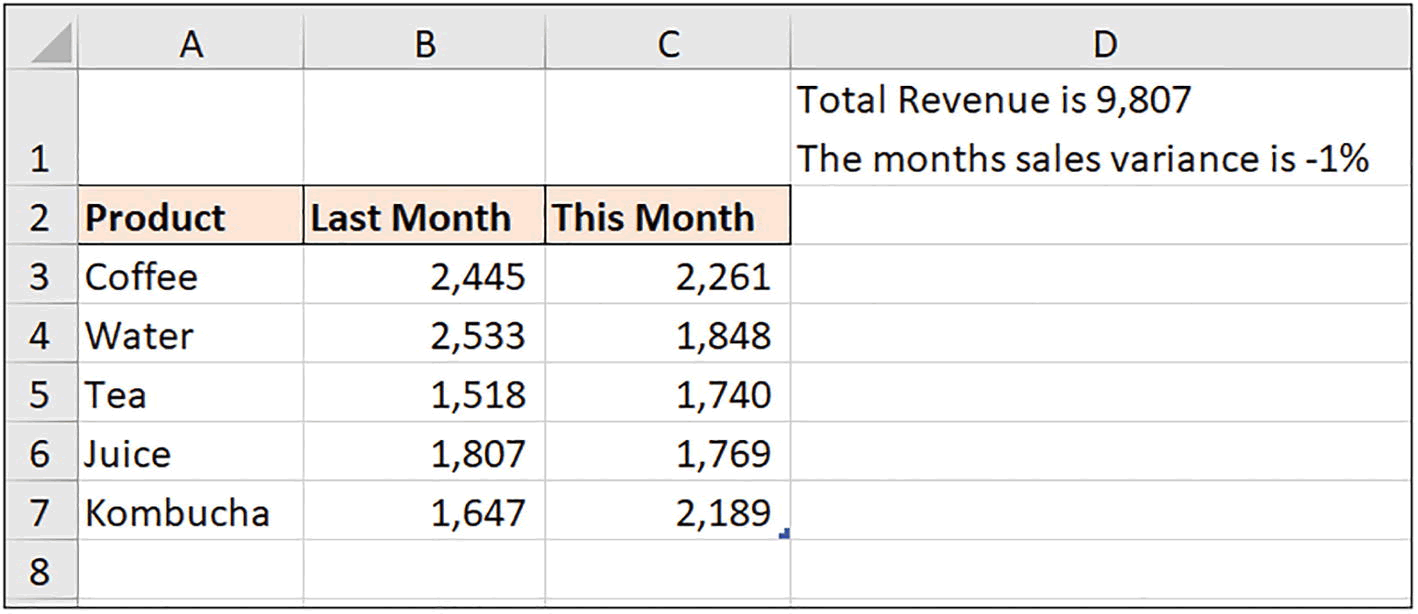 A B C D
Total Revenue is 9,807
1 The months sales variance is -1%
2 Product Last Month This Month
3 Coffee 2,445 2,261
4 Water 2,533 1,848
5 Tea 1,518 1,740
6 Juice 1,807 1,769
7 Kombucha 1,647 2,189
8